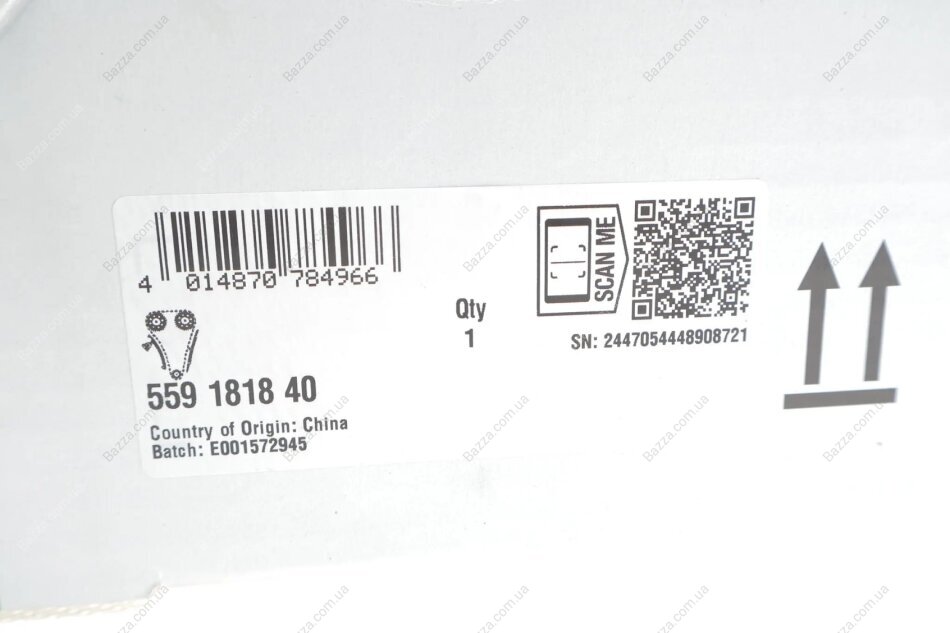 4 014870 784966
SCAN ME
SN: 2447054448908721
Qty
1
559 1818 40
Country of Origin: China
Batch: E001572945
Bazza.com.ua